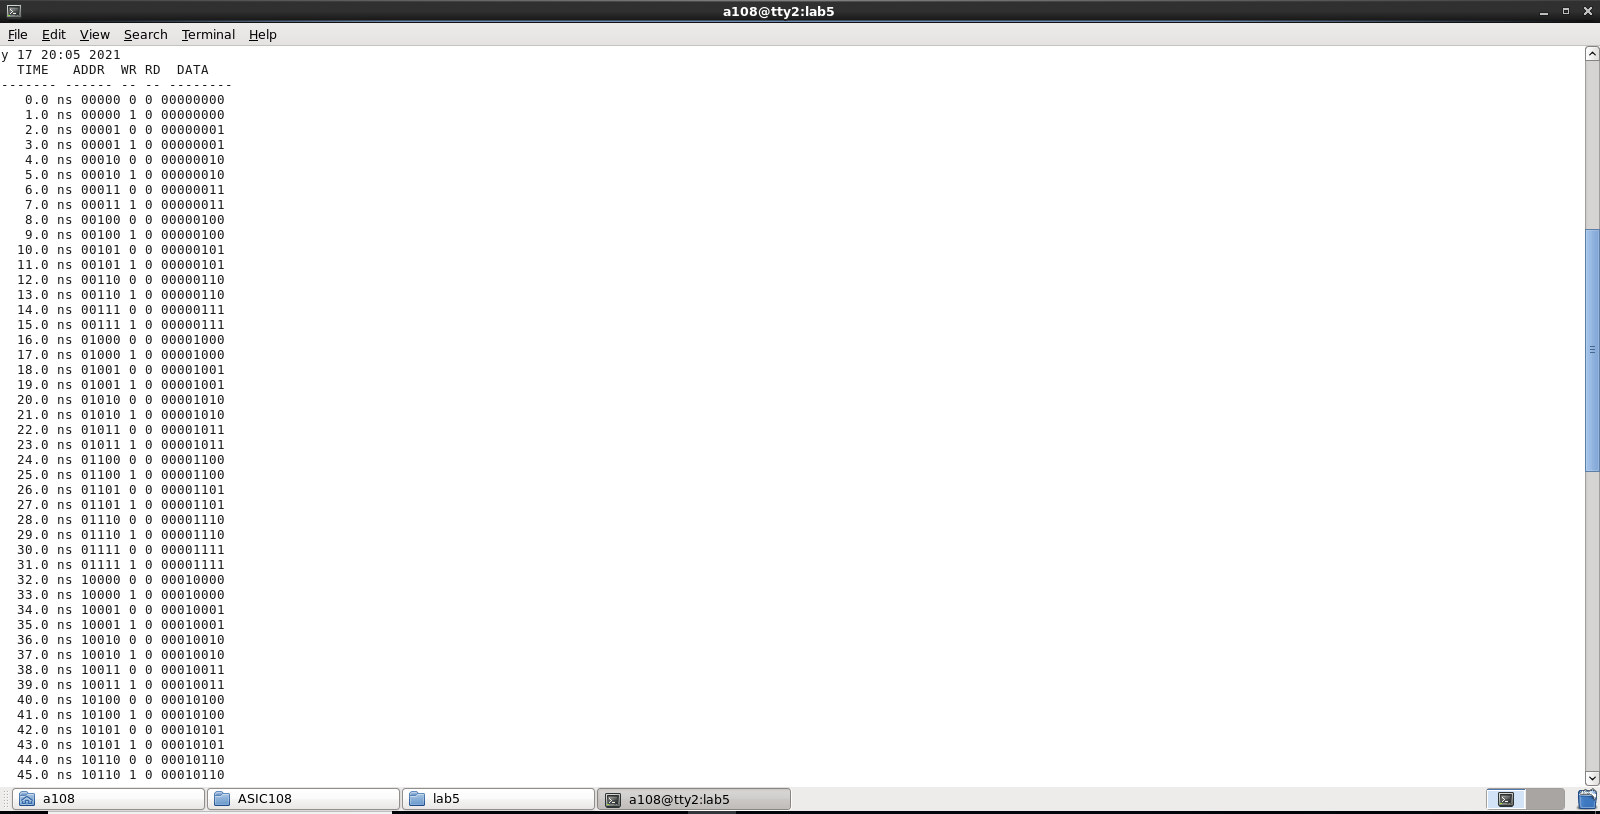 a108@tty2:lab5
File Edit View Search Terminal Help
y 17 20:05 2021
  TIME   ADDR  WR RD  DATA
------- ------ -- -- --------
   0.0 ns 00000 0 0 00000000
   1.0 ns 00000 1 0 00000000
   2.0 ns 00001 0 0 00000001
   3.0 ns 00001 1 0 00000001
   4.0 ns 00010 0 0 00000010
   5.0 ns 00010 1 0 00000010
   6.0 ns 00011 0 0 00000011
   7.0 ns 00011 1 0 00000011
   8.0 ns 00100 0 0 00000100
   9.0 ns 00100 1 0 00000100
  10.0 ns 00101 0 0 00000101
  11.0 ns 00101 1 0 00000101
  12.0 ns 00110 0 0 00000110
  13.0 ns 00110 1 0 00000110
  14.0 ns 00111 0 0 00000111
  15.0 ns 00111 1 0 00000111
  16.0 ns 01000 0 0 00001000
  17.0 ns 01000 1 0 00001000
  18.0 ns 01001 0 0 00001001
  19.0 ns 01001 1 0 00001001
  20.0 ns 01010 0 0 00001010
  21.0 ns 01010 1 0 00001010
  22.0 ns 01011 0 0 00001011
  23.0 ns 01011 1 0 00001011
  24.0 ns 01100 0 0 00001100
  25.0 ns 01100 1 0 00001100
  26.0 ns 01101 0 0 00001101
  27.0 ns 01101 1 0 00001101
  28.0 ns 01110 0 0 00001110
  29.0 ns 01110 1 0 00001110
  30.0 ns 01111 0 0 00001111
  31.0 ns 01111 1 0 00001111
  32.0 ns 10000 0 0 00010000
  33.0 ns 10000 1 0 00010000
  34.0 ns 10001 0 0 00010001
  35.0 ns 10001 1 0 00010001
  36.0 ns 10010 0 0 00010010
  37.0 ns 10010 1 0 00010010
  38.0 ns 10011 0 0 00010011
  39.0 ns 10011 1 0 00010011
  40.0 ns 10100 0 0 00010100
  41.0 ns 10100 1 0 00010100
  42.0 ns 10101 0 0 00010101
  43.0 ns 10101 1 0 00010101
  44.0 ns 10110 0 0 00010110
  45.0 ns 10110 1 0 00010110
a108 ASIC108 lab5 a108@tty2:lab5